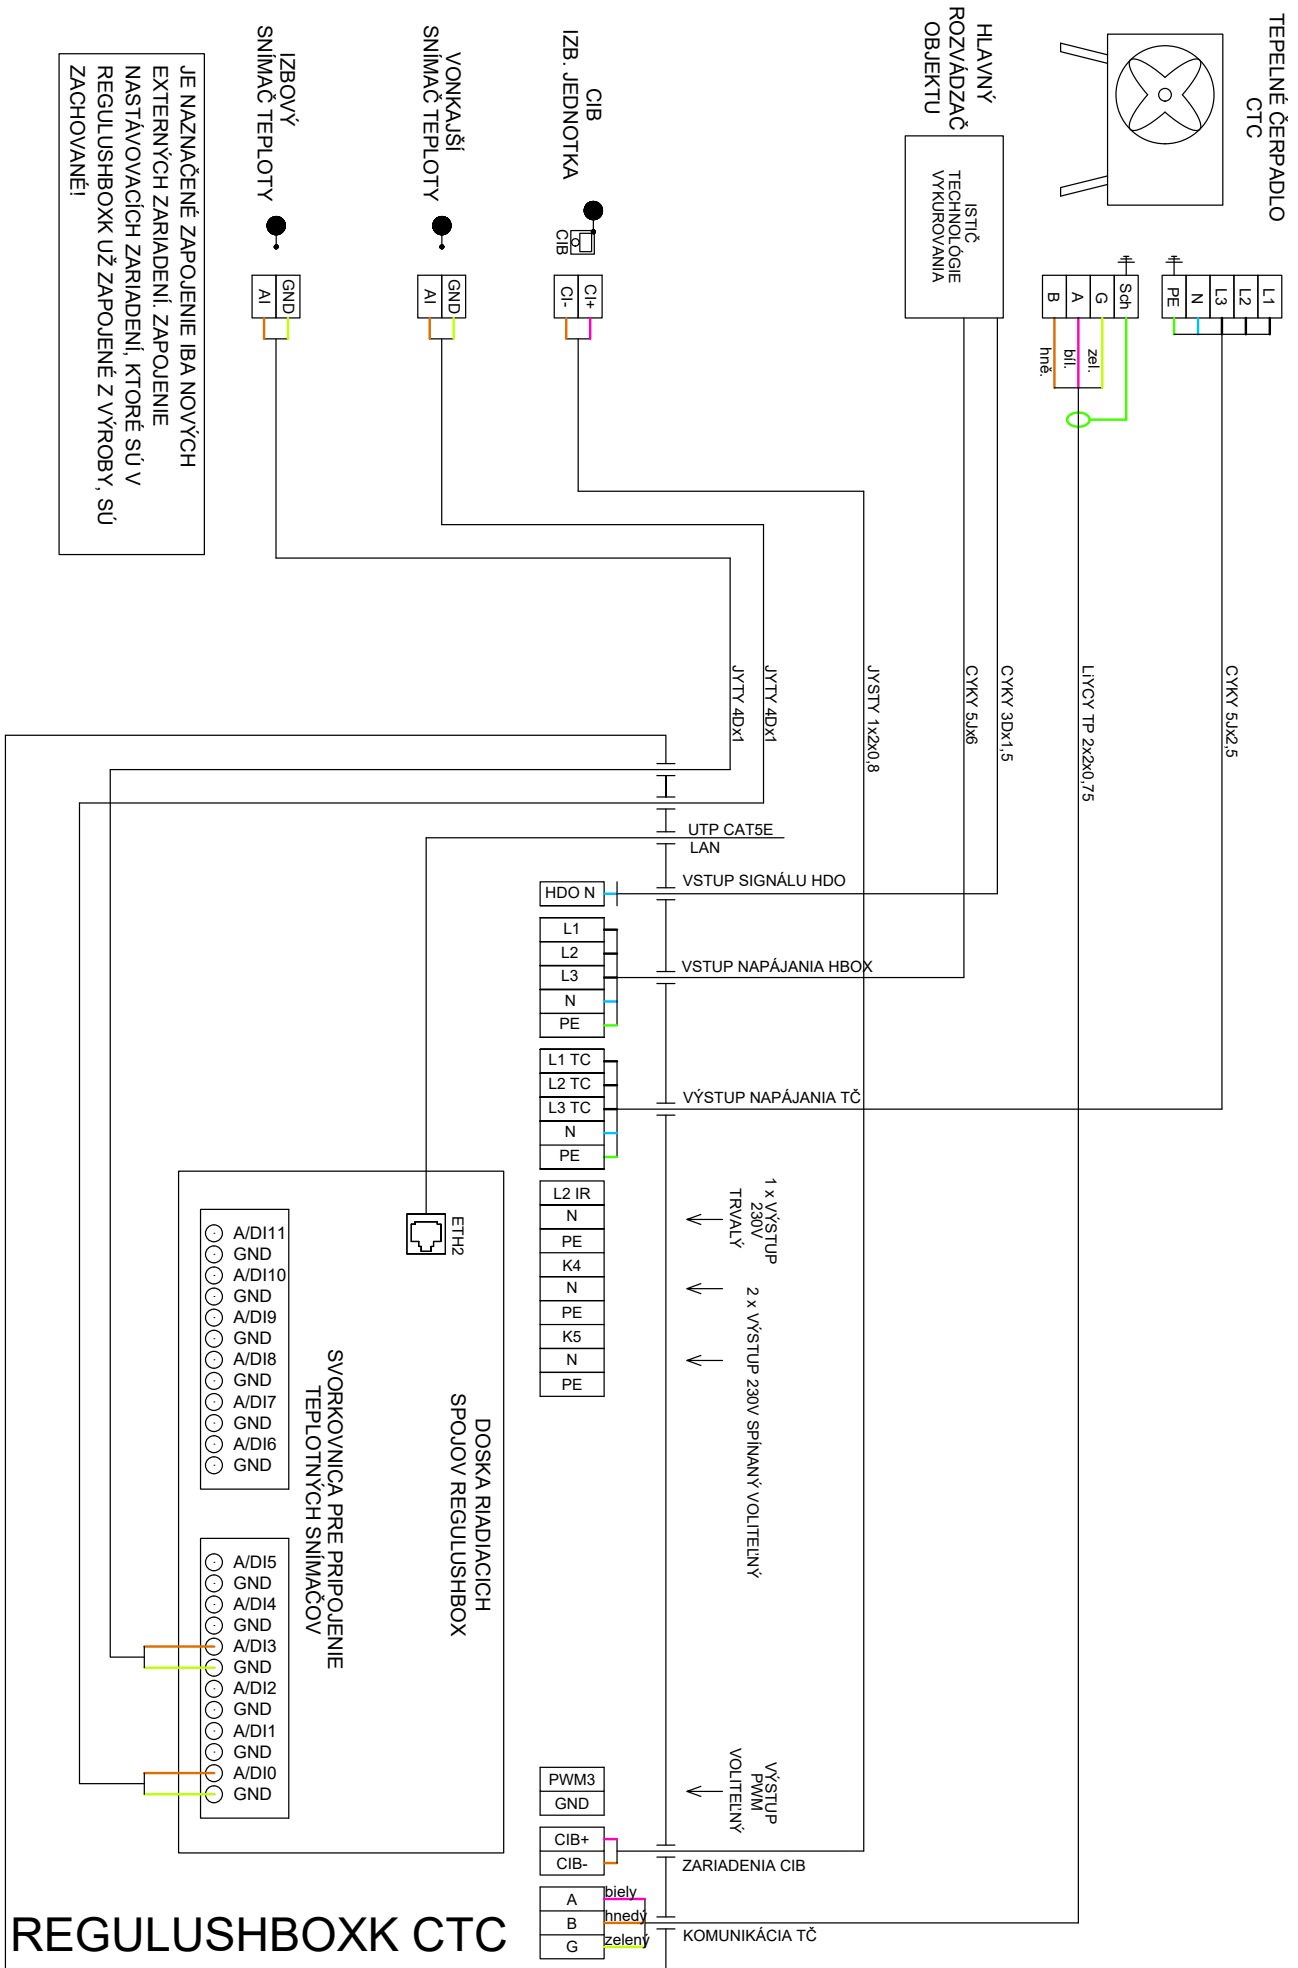 TEPELNÉ ČERPADLO
CTC
L1
L2
L3
N
PE
Sch
G
A
B
zel.
bíl.
hně.
HLAVNÝ
ROZVÁDZAČ
OBJEKTU
ISTIČ
TECHNOLÓGIE
VYKUROVANIA
CIB
IZB. JEDNOTKA
CIB
CI+
CI-
VONKAJŠÍ
SNÍMAČ TEPLOTY
GND
AI
IZBOVÝ
SNÍMAČ TEPLOTY
GND
AI
JE NAZNAČENÉ ZAPOJENIE IBA NOVÝCH
EXTERNÝCH ZARIADENÍ. ZAPOJENIE
NASTÁVOVACÍCH ZARIADENÍ, KTORÉ SÚ V
REGULUSHBOXK UŽ ZAPOJENÉ Z VÝROBY, SÚ
ZACHOVANÉ!
CYKY 5Jx2,5
LiYCY TP 2x2x0,75
CYKY 3Dx1,5
CYKY 5Jx6
JYSTY 1x2x0,8
JYTY 4Dx1
JYTY 4Dx1
UTP CAT5E
LAN
HDO N
VSTUP SIGNÁLU HDO
L1
L2
L3
N
PE
VSTUP NAPÁJANIA HBOX
L1 TC
L2 TC
L3 TC
N
PE
VÝSTUP NAPÁJANIA TČ
L2 IR
N
PE
K4
N
PE
K5
N
PE
1 x VÝSTUP
230V
TRVALÝ
2 x VÝSTUP 230V SPÍNANÝ VOLITEĽNÝ
ETH2
DOSKA RIADIACICH
SPOJOV REGULUSHBOX
SVORKOVNICA PRE PRIPOJENIE
TEPLOTNÝCH SNÍMAČOV
A/DI11
GND
A/DI10
GND
A/DI9
GND
A/DI8
GND
A/DI7
GND
A/DI6
GND
A/DI5
GND
A/DI4
GND
A/DI3
GND
A/DI2
GND
A/DI1
GND
A/DI0
GND
PWM3
GND
VÝSTUP
PWM
VOLITEĽNÝ
CIB+
CIB-
ZARIADENIA CIB
A
B
G
biely
hnedý
zelený
KOMUNIKÁCIA TČ
REGULUSHBOXK CTC